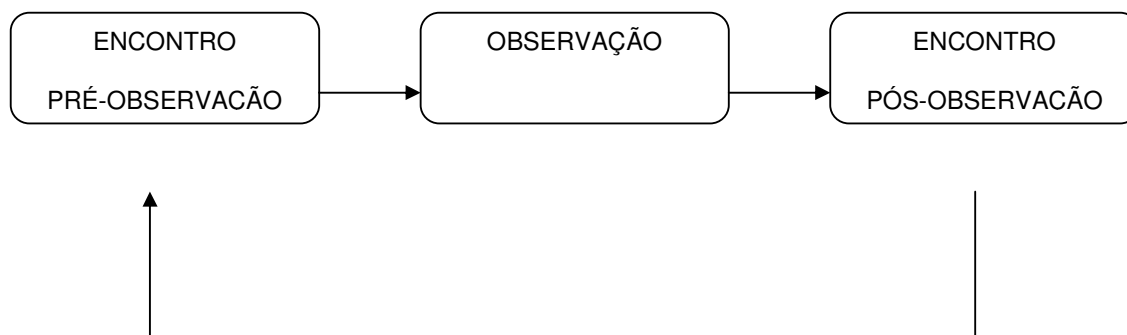 ENCONTRO
PRÉ-OBSERVACÃO
OBSERVAÇÃO
ENCONTRO
PÓS-OBSERVACÃO